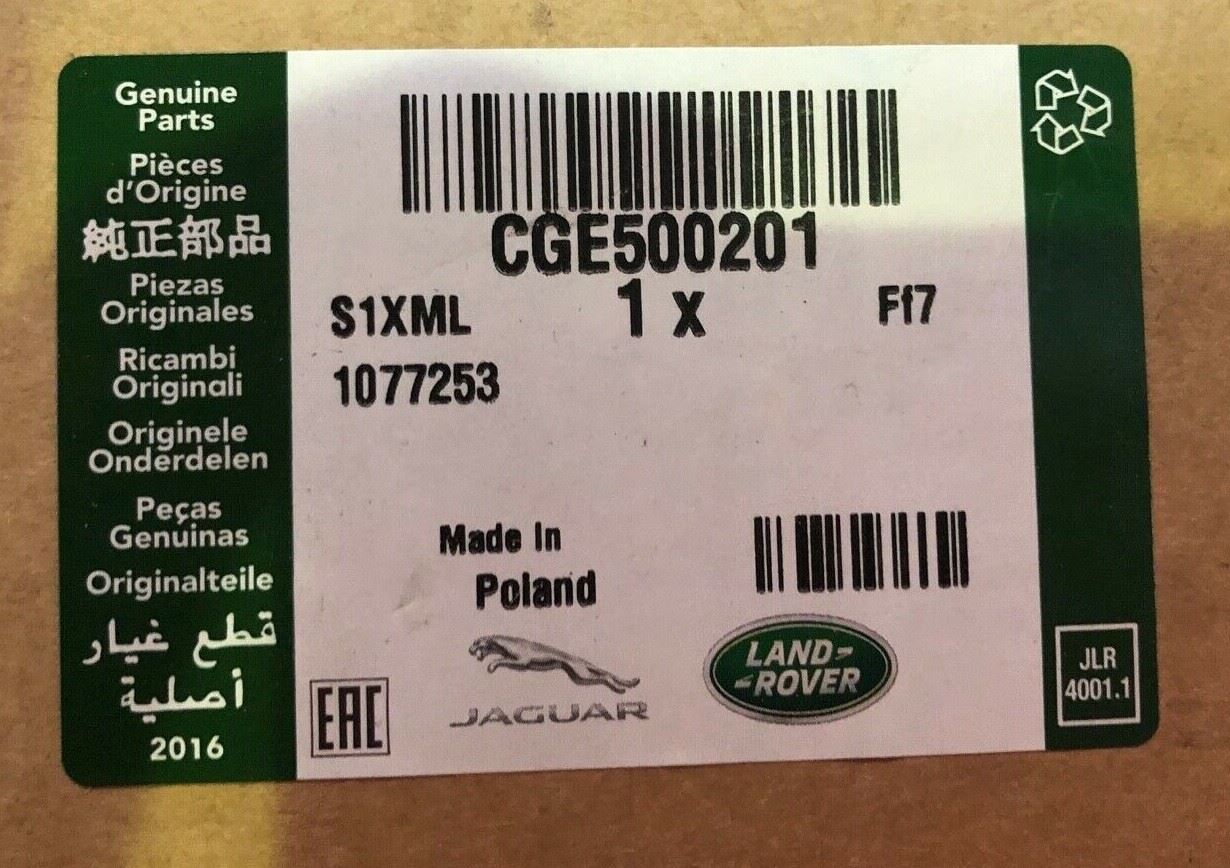 Genuine
Parts
Pièces
d'Origine
純正部品
Piezas
Originales
Ricambi
Originali
Originele
Onderdelen
Peças
Genuinas
Originalteile
قطع غيار
أصلية
2016
CGE500201
S1XML 1 x Ff7
1077253
Made In
Poland
EAC
JAGUAR
LAND-
-ROVER
JLR
4001.1